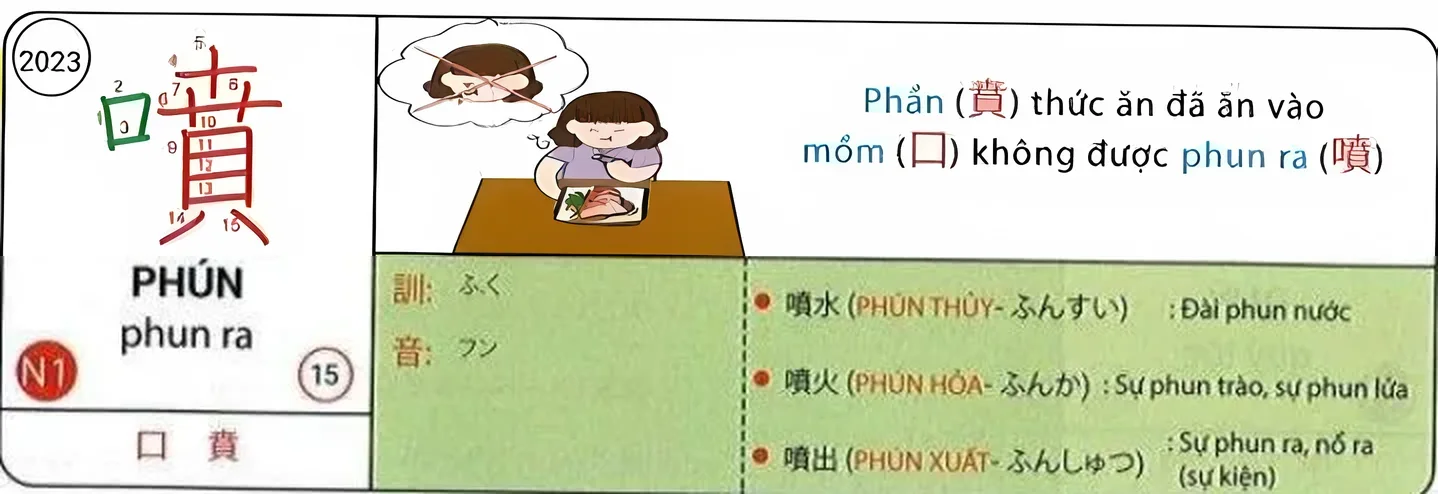 2023
噴
PHÚN
phun ra
N1
15
口 賁
Phẩn (賁) thức ăn đã ăn vào
mồm (口) không được phun ra (噴)
訓: ふく
音: フン
噴水 (PHÚN THỦY- ふんすい) : Đài phun nước
噴火 (PHÚN HỎA- ふんか) : Sự phun trào, sự phun lửa
噴出 (PHÚN XUẤT- ふんしゅつ) : Sự phun ra, nổ ra
(sự kiện)